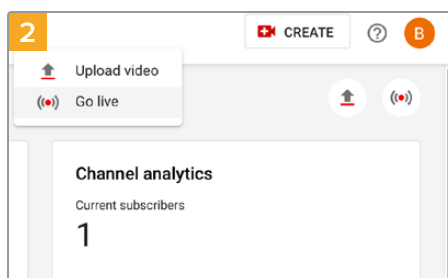 2
CREATE
B
Upload video
Go live
Channel analytics
Current subscribers
1